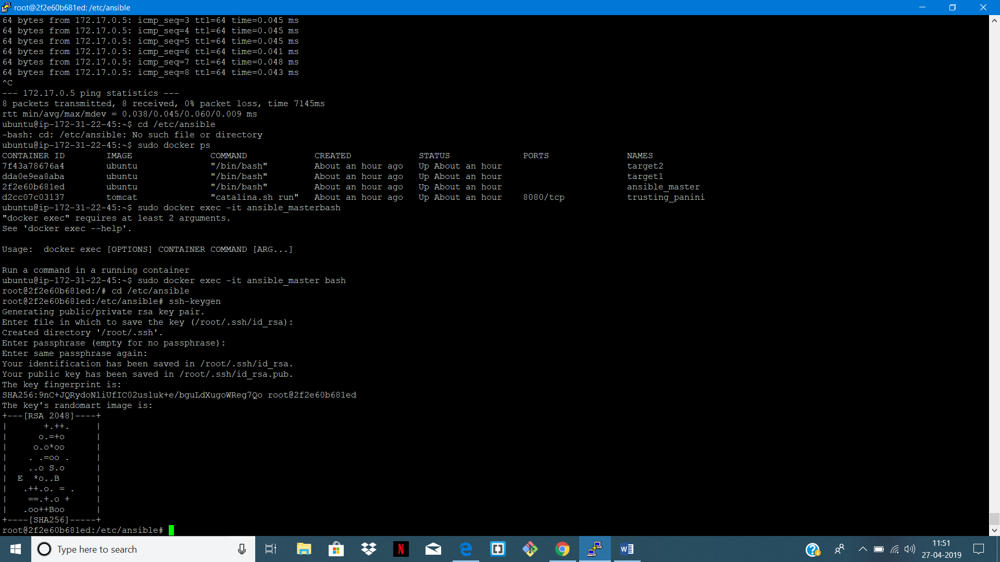 root@2f2e60b681ed: /etc/ansible
64 bytes from 172.17.0.5: icmp_seq=3 ttl=64 time=0.045 ms
64 bytes from 172.17.0.5: icmp_seq=4 ttl=64 time=0.045 ms
64 bytes from 172.17.0.5: icmp_seq=5 ttl=64 time=0.045 ms
64 bytes from 172.17.0.5: icmp_seq=6 ttl=64 time=0.041 ms
64 bytes from 172.17.0.5: icmp_seq=7 ttl=64 time=0.048 ms
64 bytes from 172.17.0.5: icmp_seq=8 ttl=64 time=0.043 ms
^C
--- 172.17.0.5 ping statistics ---
8 packets transmitted, 8 received, 0% packet loss, time 7145ms
rtt min/avg/max/mdev = 0.038/0.045/0.060/0.009 ms
ubuntu@ip-172-31-22-45:~$ cd /etc/ansible
-bash: cd: /etc/ansible: No such file or directory
ubuntu@ip-172-31-22-45:~$ sudo docker ps
CONTAINER ID        IMAGE               COMMAND             CREATED             STATUS              PORTS               NAMES
7f43a78676a4        ubuntu              "/bin/bash"         About an hour ago   Up About an hour                        target2
dda0e9ea8aba        ubuntu              "/bin/bash"         About an hour ago   Up About an hour                        target1
2f2e60b681ed        ubuntu              "/bin/bash"         About an hour ago   Up About an hour                        ansible_master
d2cc07c03137        tomcat              "catalina.sh run"   About an hour ago   Up About an hour    8080/tcp            trusting_panini
ubuntu@ip-172-31-22-45:~$ sudo docker exec -it ansible_masterbash
"docker exec" requires at least 2 arguments.
See 'docker exec --help'.

Usage:  docker exec [OPTIONS] CONTAINER COMMAND [ARG...]

Run a command in a running container
ubuntu@ip-172-31-22-45:~$ sudo docker exec -it ansible_master bash
root@2f2e60b681ed:/# cd /etc/ansible
root@2f2e60b681ed:/etc/ansible# ssh-keygen
Generating public/private rsa key pair.
Enter file in which to save the key (/root/.ssh/id_rsa):
Created directory '/root/.ssh'.
Enter passphrase (empty for no passphrase):
Enter same passphrase again:
Your identification has been saved in /root/.ssh/id_rsa.
Your public key has been saved in /root/.ssh/id_rsa.pub.
The key fingerprint is:
SHA256:9nC+JQRydoNliUfIC02usluk+e/bguLdXugoWReg7Qo root@2f2e60b681ed
The key's randomart image is:
+---[RSA 2048]----+
|       +.++.     |
|      o.=+o      |
|     o.o*oo      |
|    . .=oo .     |
|    ..o S.o      |
|  E  *o..B       |
|   .++.o. = .    |
|    ==.+.o +     |
|   .oo++Boo      |
+----[SHA256]-----+
root@2f2e60b681ed:/etc/ansible#
Type here to search
11:51
27-04-2019